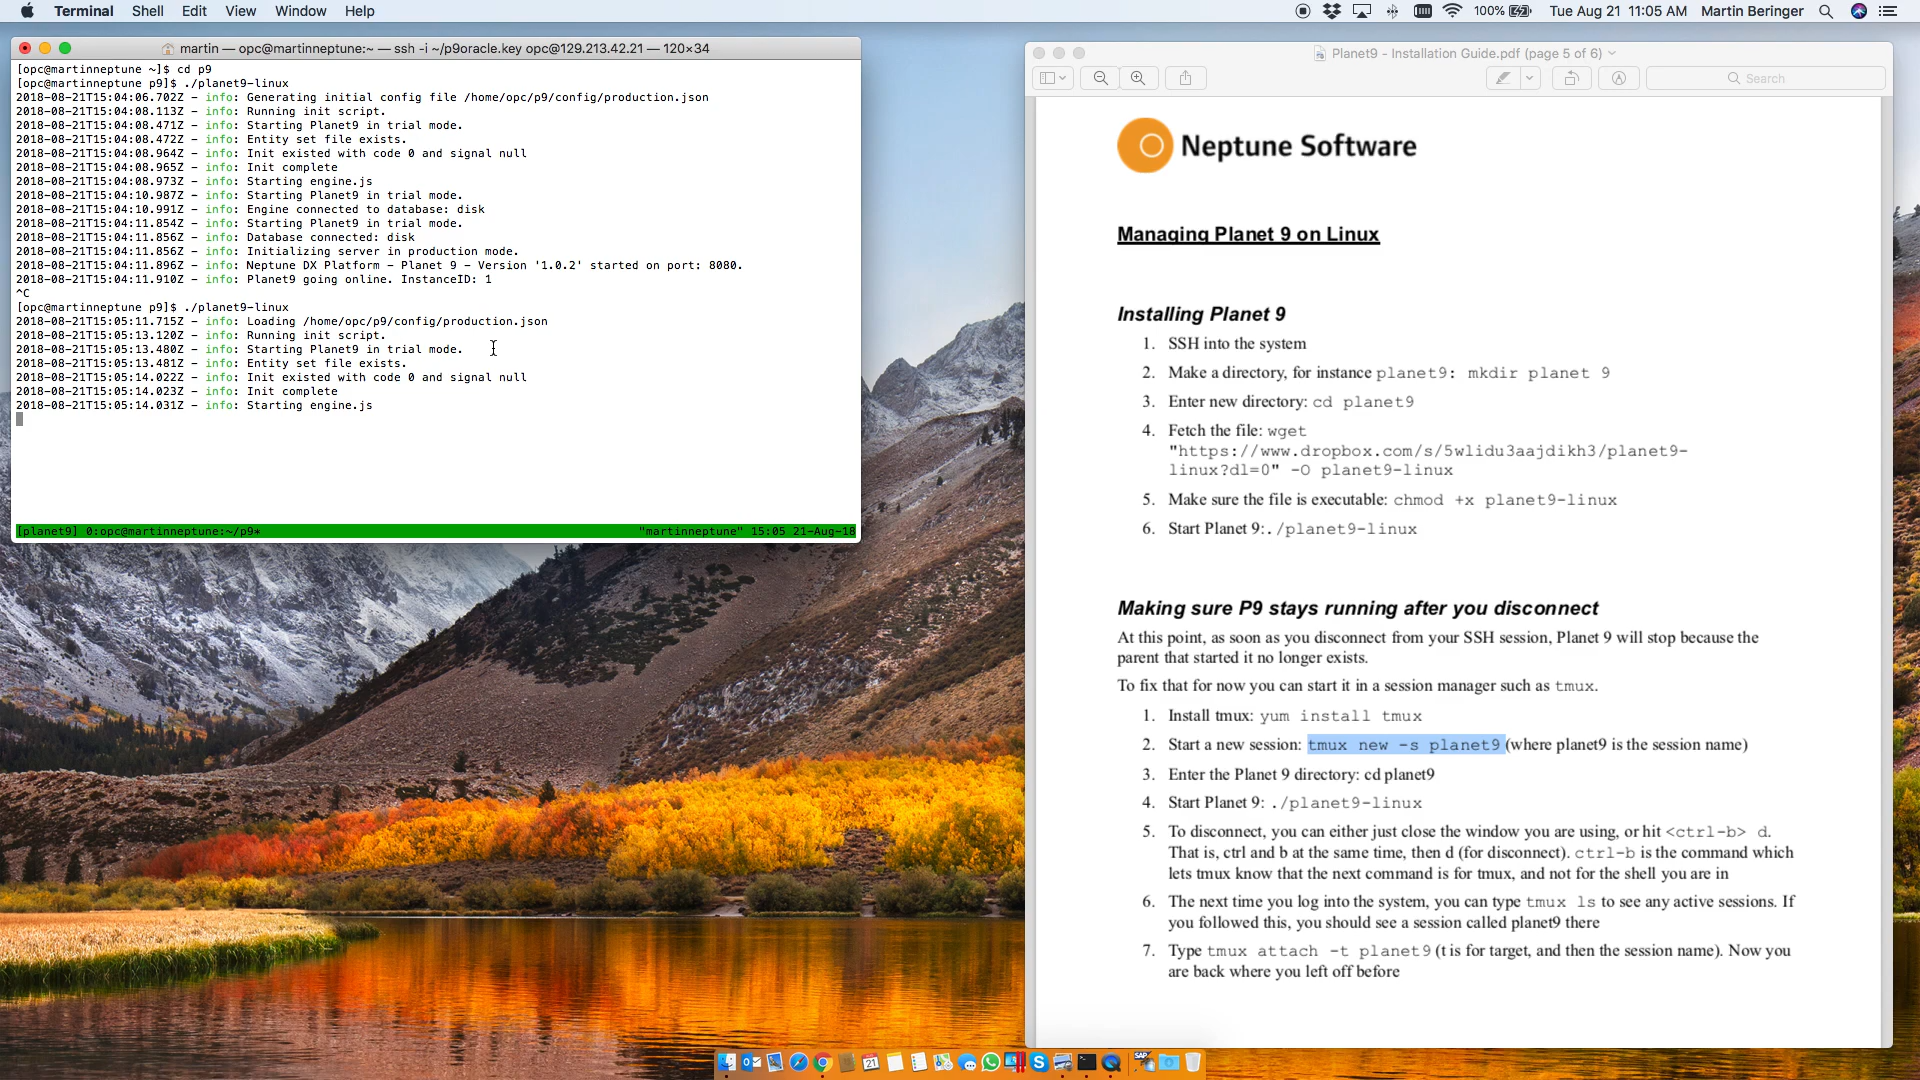 Terminal Shell Edit View Window Help
100% Tue Aug 21 11:05 AM Martin Beringer
martin — opc@martinneptune:~ — ssh -i ~/p9oracle.key opc@129.213.42.21 — 120×34
[opc@martinneptune ~]$ cd p9
[opc@martinneptune p9]$ ./planet9-linux
2018-08-21T15:04:06.702Z - info: Generating initial config file /home/opc/p9/config/production.json
2018-08-21T15:04:08.113Z - info: Running init script.
2018-08-21T15:04:08.471Z - info: Starting Planet9 in trial mode.
2018-08-21T15:04:08.472Z - info: Entity set file exists.
2018-08-21T15:04:08.964Z - info: Init existed with code 0 and signal null
2018-08-21T15:04:08.965Z - info: Init complete
2018-08-21T15:04:08.973Z - info: Starting engine.js
2018-08-21T15:04:10.987Z - info: Starting Planet9 in trial mode.
2018-08-21T15:04:10.991Z - info: Engine connected to database: disk
2018-08-21T15:04:11.854Z - info: Starting Planet9 in trial mode.
2018-08-21T15:04:11.856Z - info: Database connected: disk
2018-08-21T15:04:11.856Z - info: Initializing server in production mode.
2018-08-21T15:04:11.896Z - info: Neptune DX Platform - Planet 9 - Version '1.0.2' started on port: 8080.
2018-08-21T15:04:11.910Z - info: Planet9 going online. InstanceID: 1
^C
[opc@martinneptune p9]$ ./planet9-linux
2018-08-21T15:05:11.715Z - info: Loading /home/opc/p9/config/production.json
2018-08-21T15:05:13.120Z - info: Running init script.
2018-08-21T15:05:13.480Z - info: Starting Planet9 in trial mode.
2018-08-21T15:05:13.481Z - info: Entity set file exists.
2018-08-21T15:05:14.022Z - info: Init existed with code 0 and signal null
2018-08-21T15:05:14.023Z - info: Init complete
2018-08-21T15:05:14.031Z - info: Starting engine.js
[planet9] 0:opc@martinneptune:~/p9* "martinneptune" 15:05 21-Aug-18
Planet9 - Installation Guide.pdf (page 5 of 6)
Search
Neptune Software
Managing Planet 9 on Linux
Installing Planet 9
1. SSH into the system
2. Make a directory, for instance planet9: mkdir planet 9
3. Enter new directory: cd planet9
4. Fetch the file: wget
"https://www.dropbox.com/s/5wlidu3aajdikh3/planet9-
linux?dl=0" -O planet9-linux
5. Make sure the file is executable: chmod +x planet9-linux
6. Start Planet 9:./planet9-linux
Making sure P9 stays running after you disconnect
At this point, as soon as you disconnect from your SSH session, Planet 9 will stop because the
parent that started it no longer exists.
To fix that for now you can start it in a session manager such as tmux.
1. Install tmux: yum install tmux
2. Start a new session: tmux new -s planet9 (where planet9 is the session name)
3. Enter the Planet 9 directory: cd planet9
4. Start Planet 9: ./planet9-linux
5. To disconnect, you can either just close the window you are using, or hit <ctrl-b> d.
That is, ctrl and b at the same time, then d (for disconnect). ctrl-b is the command which
lets tmux know that the next command is for tmux, and not for the shell you are in
6. The next time you log into the system, you can type tmux ls to see any active sessions. If
you followed this, you should see a session called planet9 there
7. Type tmux attach -t planet9 (t is for target, and then the session name). Now you
are back where you left off before
21
SAP